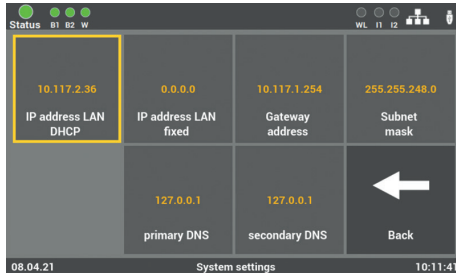 Status B1 B2 W WL I1 I2
10.117.2.36 0.0.0.0 10.117.1.254 255.255.248.0
IP address LAN IP address LAN Gateway Subnet
DHCP fixed address mask
127.0.0.1 127.0.0.1
primary DNS secondary DNS Back
08.04.21 System settings 10:11:41